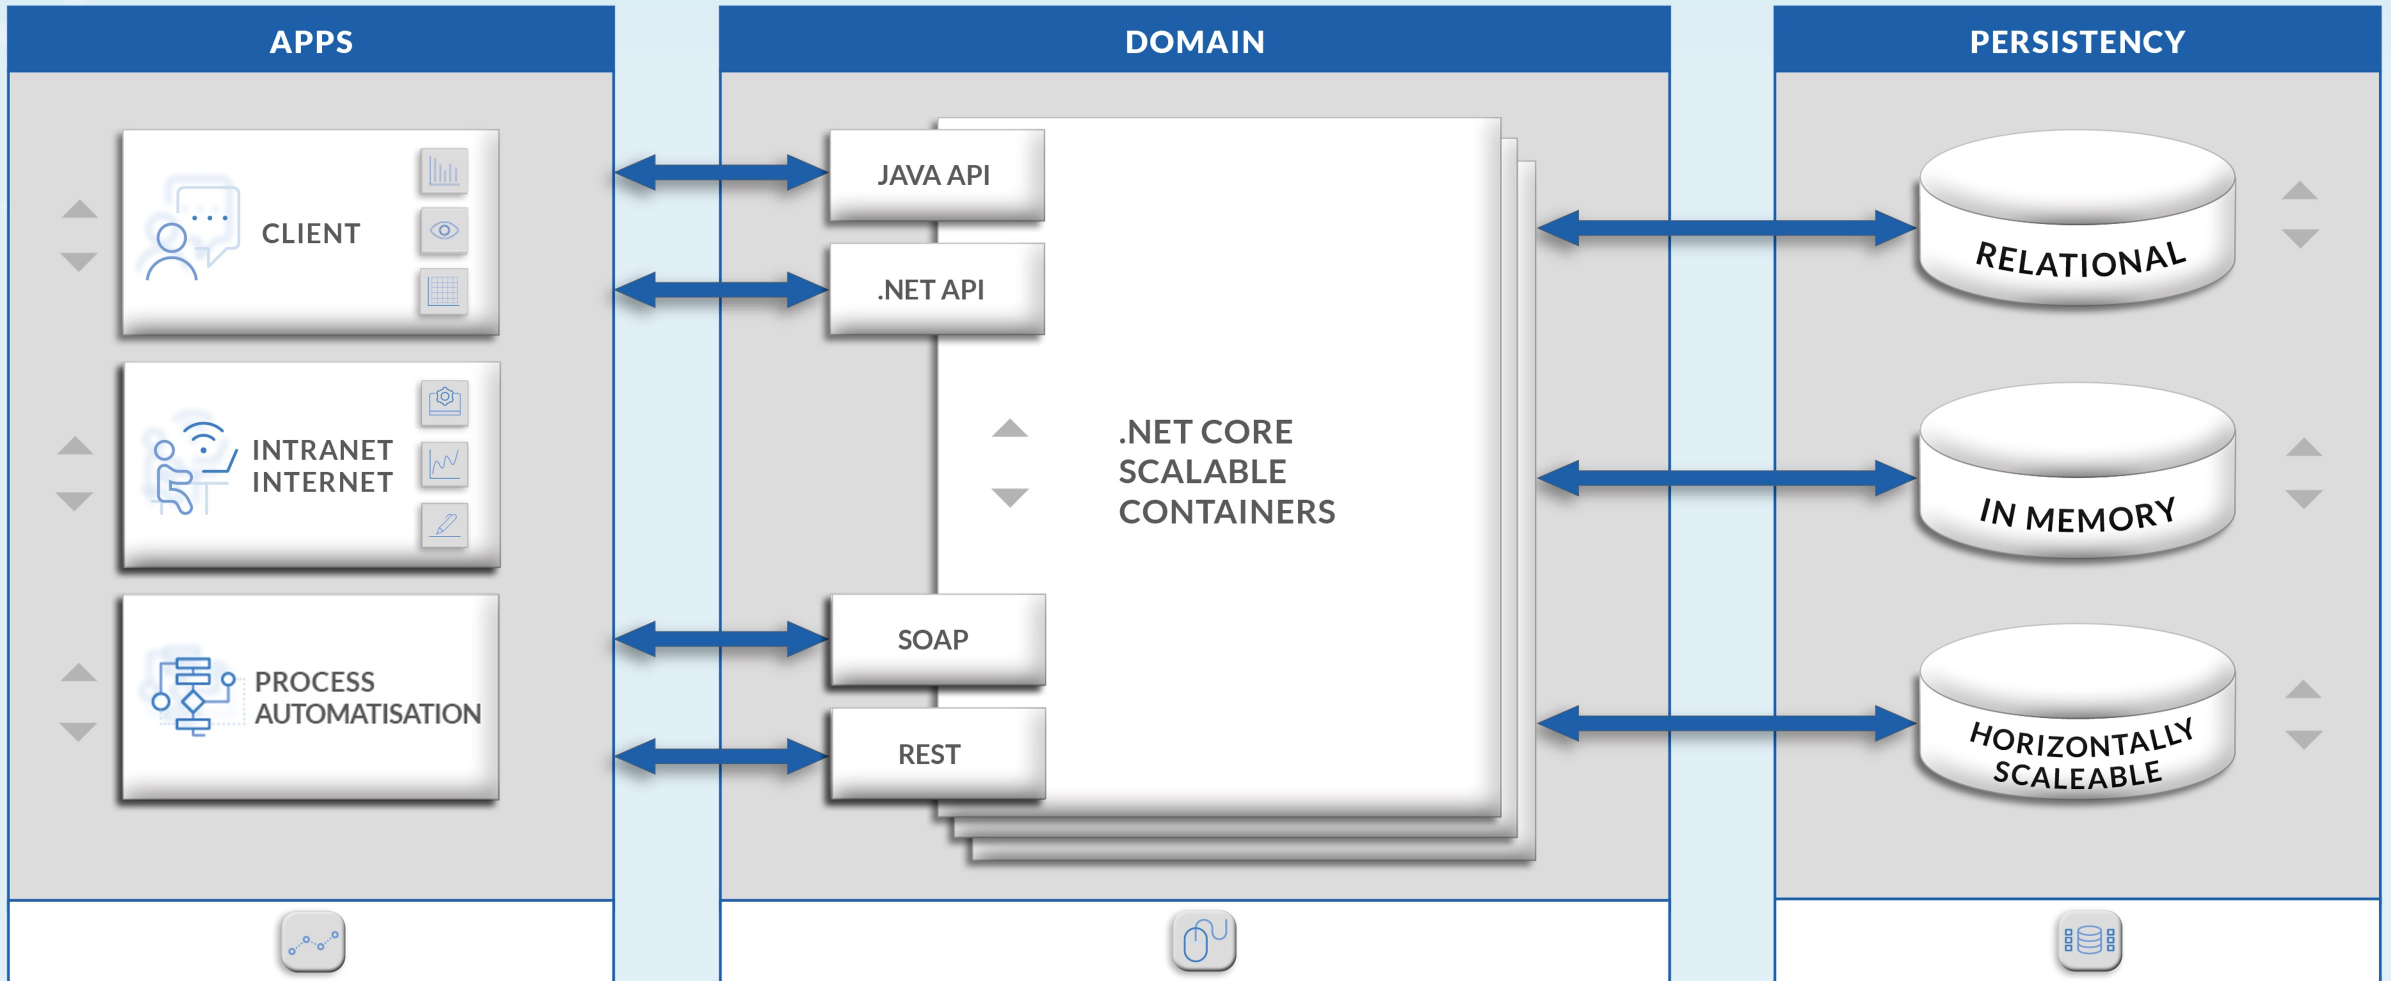 APPS
CLIENT
INTRANET
INTERNET
PROCESS
AUTOMATISATION
DOMAIN
JAVA API
.NET API
.NET CORE
SCALABLE
CONTAINERS
SOAP
REST
PERSISTENCY
RELATIONAL
IN MEMORY
HORIZONTALLY
SCALEABLE